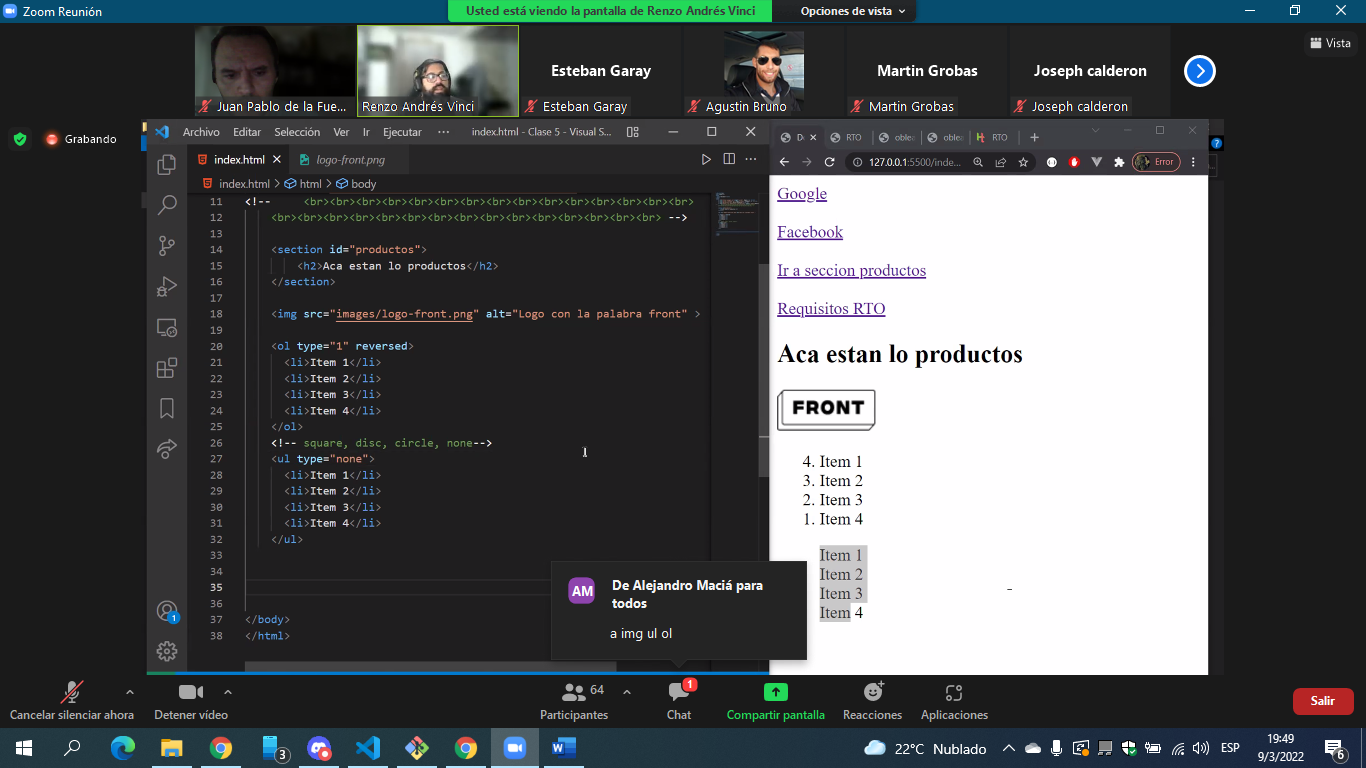 Zoom Reunión
Usted está viendo la pantalla de Renzo Andrés Vinci
Opciones de vista
Vista
Juan Pablo de la Fue...
Renzo Andrés Vinci
Esteban Garay
Esteban Garay
Agustin Bruno
Martin Grobas
Martin Grobas
Joseph calderon
Joseph calderon
Grabando
Archivo Editar Selección Ver Ir Ejecutar ··· index.html - Clase 5 - Visual S...
index.html
logo-front.png
index.html > html > body
11 <!-- <br><br><br><br><br><br><br><br><br><br><br><br><br><br><br>
12 <br><br><br><br><br><br><br><br><br><br><br><br><br><br><br> -->
13
14 <section id="productos">
15 <h2>Aca estan lo productos</h2>
16 </section>
17
18 <img src="images/logo-front.png" alt="Logo con la palabra front" >
19
20 <ol type="1" reversed>
21 <li>Item 1</li>
22 <li>Item 2</li>
23 <li>Item 3</li>
24 <li>Item 4</li>
25 </ol>
26 <!-- square, disc, circle, none-->
27 <ul type="none">
28 <li>Item 1</li>
29 <li>Item 2</li>
30 <li>Item 3</li>
31 <li>Item 4</li>
32 </ul>
33
34
35
36
37 </body>
38 </html>
1
RTO
oblea
oblea
RTO
127.0.0.1:5500/inde...
Error
Google
Facebook
Ir a seccion productos
Requisitos RTO
Aca estan lo productos
FRONT
4. Item 1
3. Item 2
2. Item 3
1. Item 4
Item 1
Item 2
Item 3
Item 4
AM
De Alejandro Maciá para
todos
a img ul ol
Cancelar silenciar ahora
Detener vídeo
64
Participantes
1
Chat
Compartir pantalla
Reacciones
Aplicaciones
Salir
3
22°C Nublado
ESP
19:49
9/3/2022
6